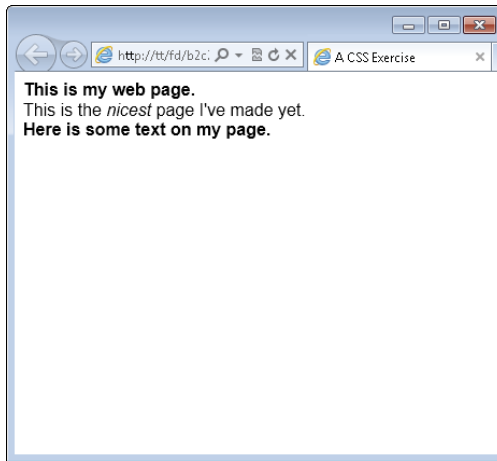 http://tt/fd/b2c
A CSS Exercise
This is my web page.
This is the nicest page I've made yet.
Here is some text on my page.